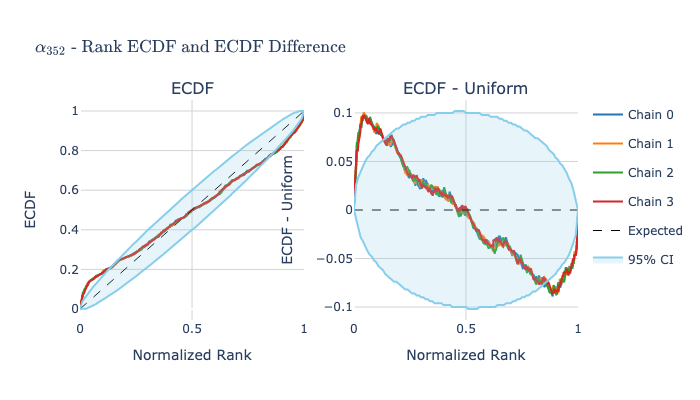 α₃₅₂ - Rank ECDF and ECDF Difference
ECDF
ECDF - Uniform
1
0.8
0.6
0.4
0.2
0
0
0.5
1
ECDF
Normalized Rank
0.1
0.05
0
−0.05
−0.1
0
0.5
1
ECDF - Uniform
Normalized Rank
Chain 0
Chain 1
Chain 2
Chain 3
Expected
95% CI